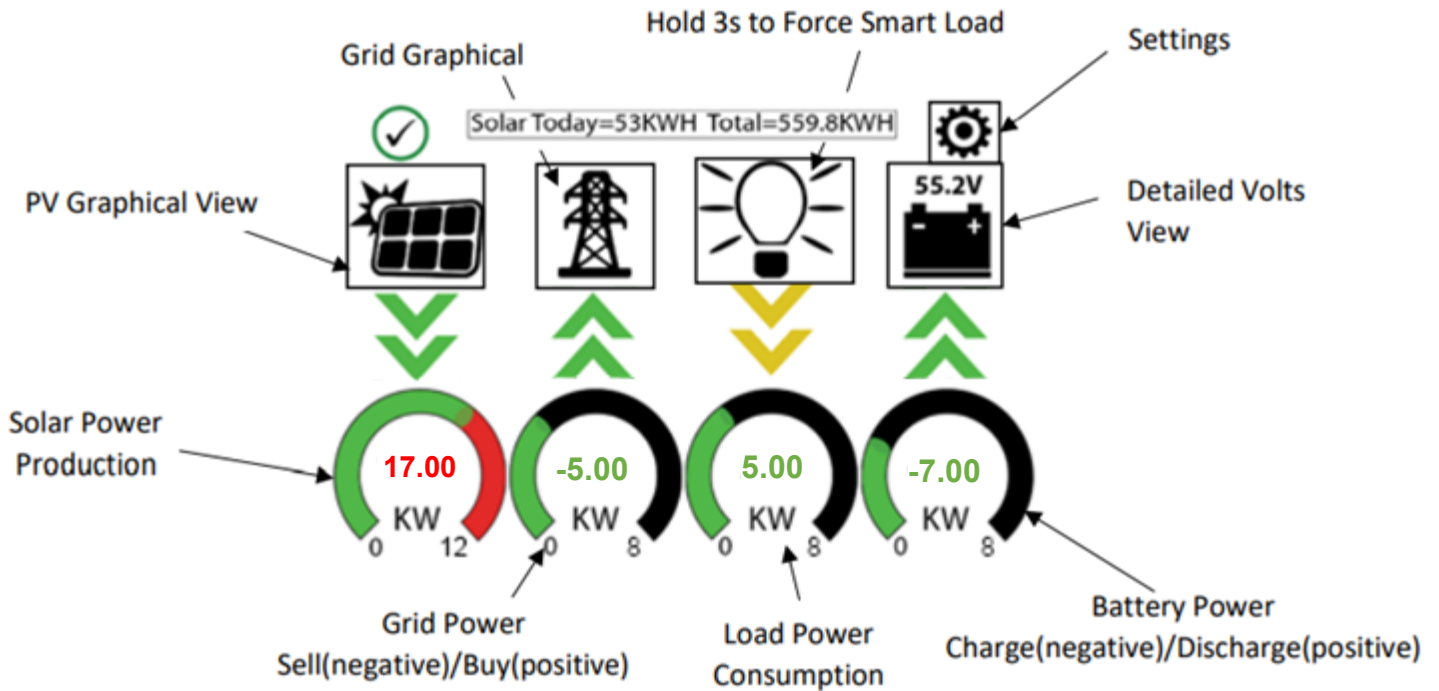 Hold 3s to Force Smart Load
Settings
Grid Graphical
Solar Today=53KWH Total=559.8KWH
PV Graphical View
55.2V
- +
Detailed Volts
View
Solar Power
Production
17.00
-5.00
5.00
-7.00
KW
KW
KW
KW
0 12
0 8
0 8
0 8
Grid Power
Sell(negative)/Buy(positive)
Load Power
Consumption
Battery Power
Charge(negative)/Discharge(positive)